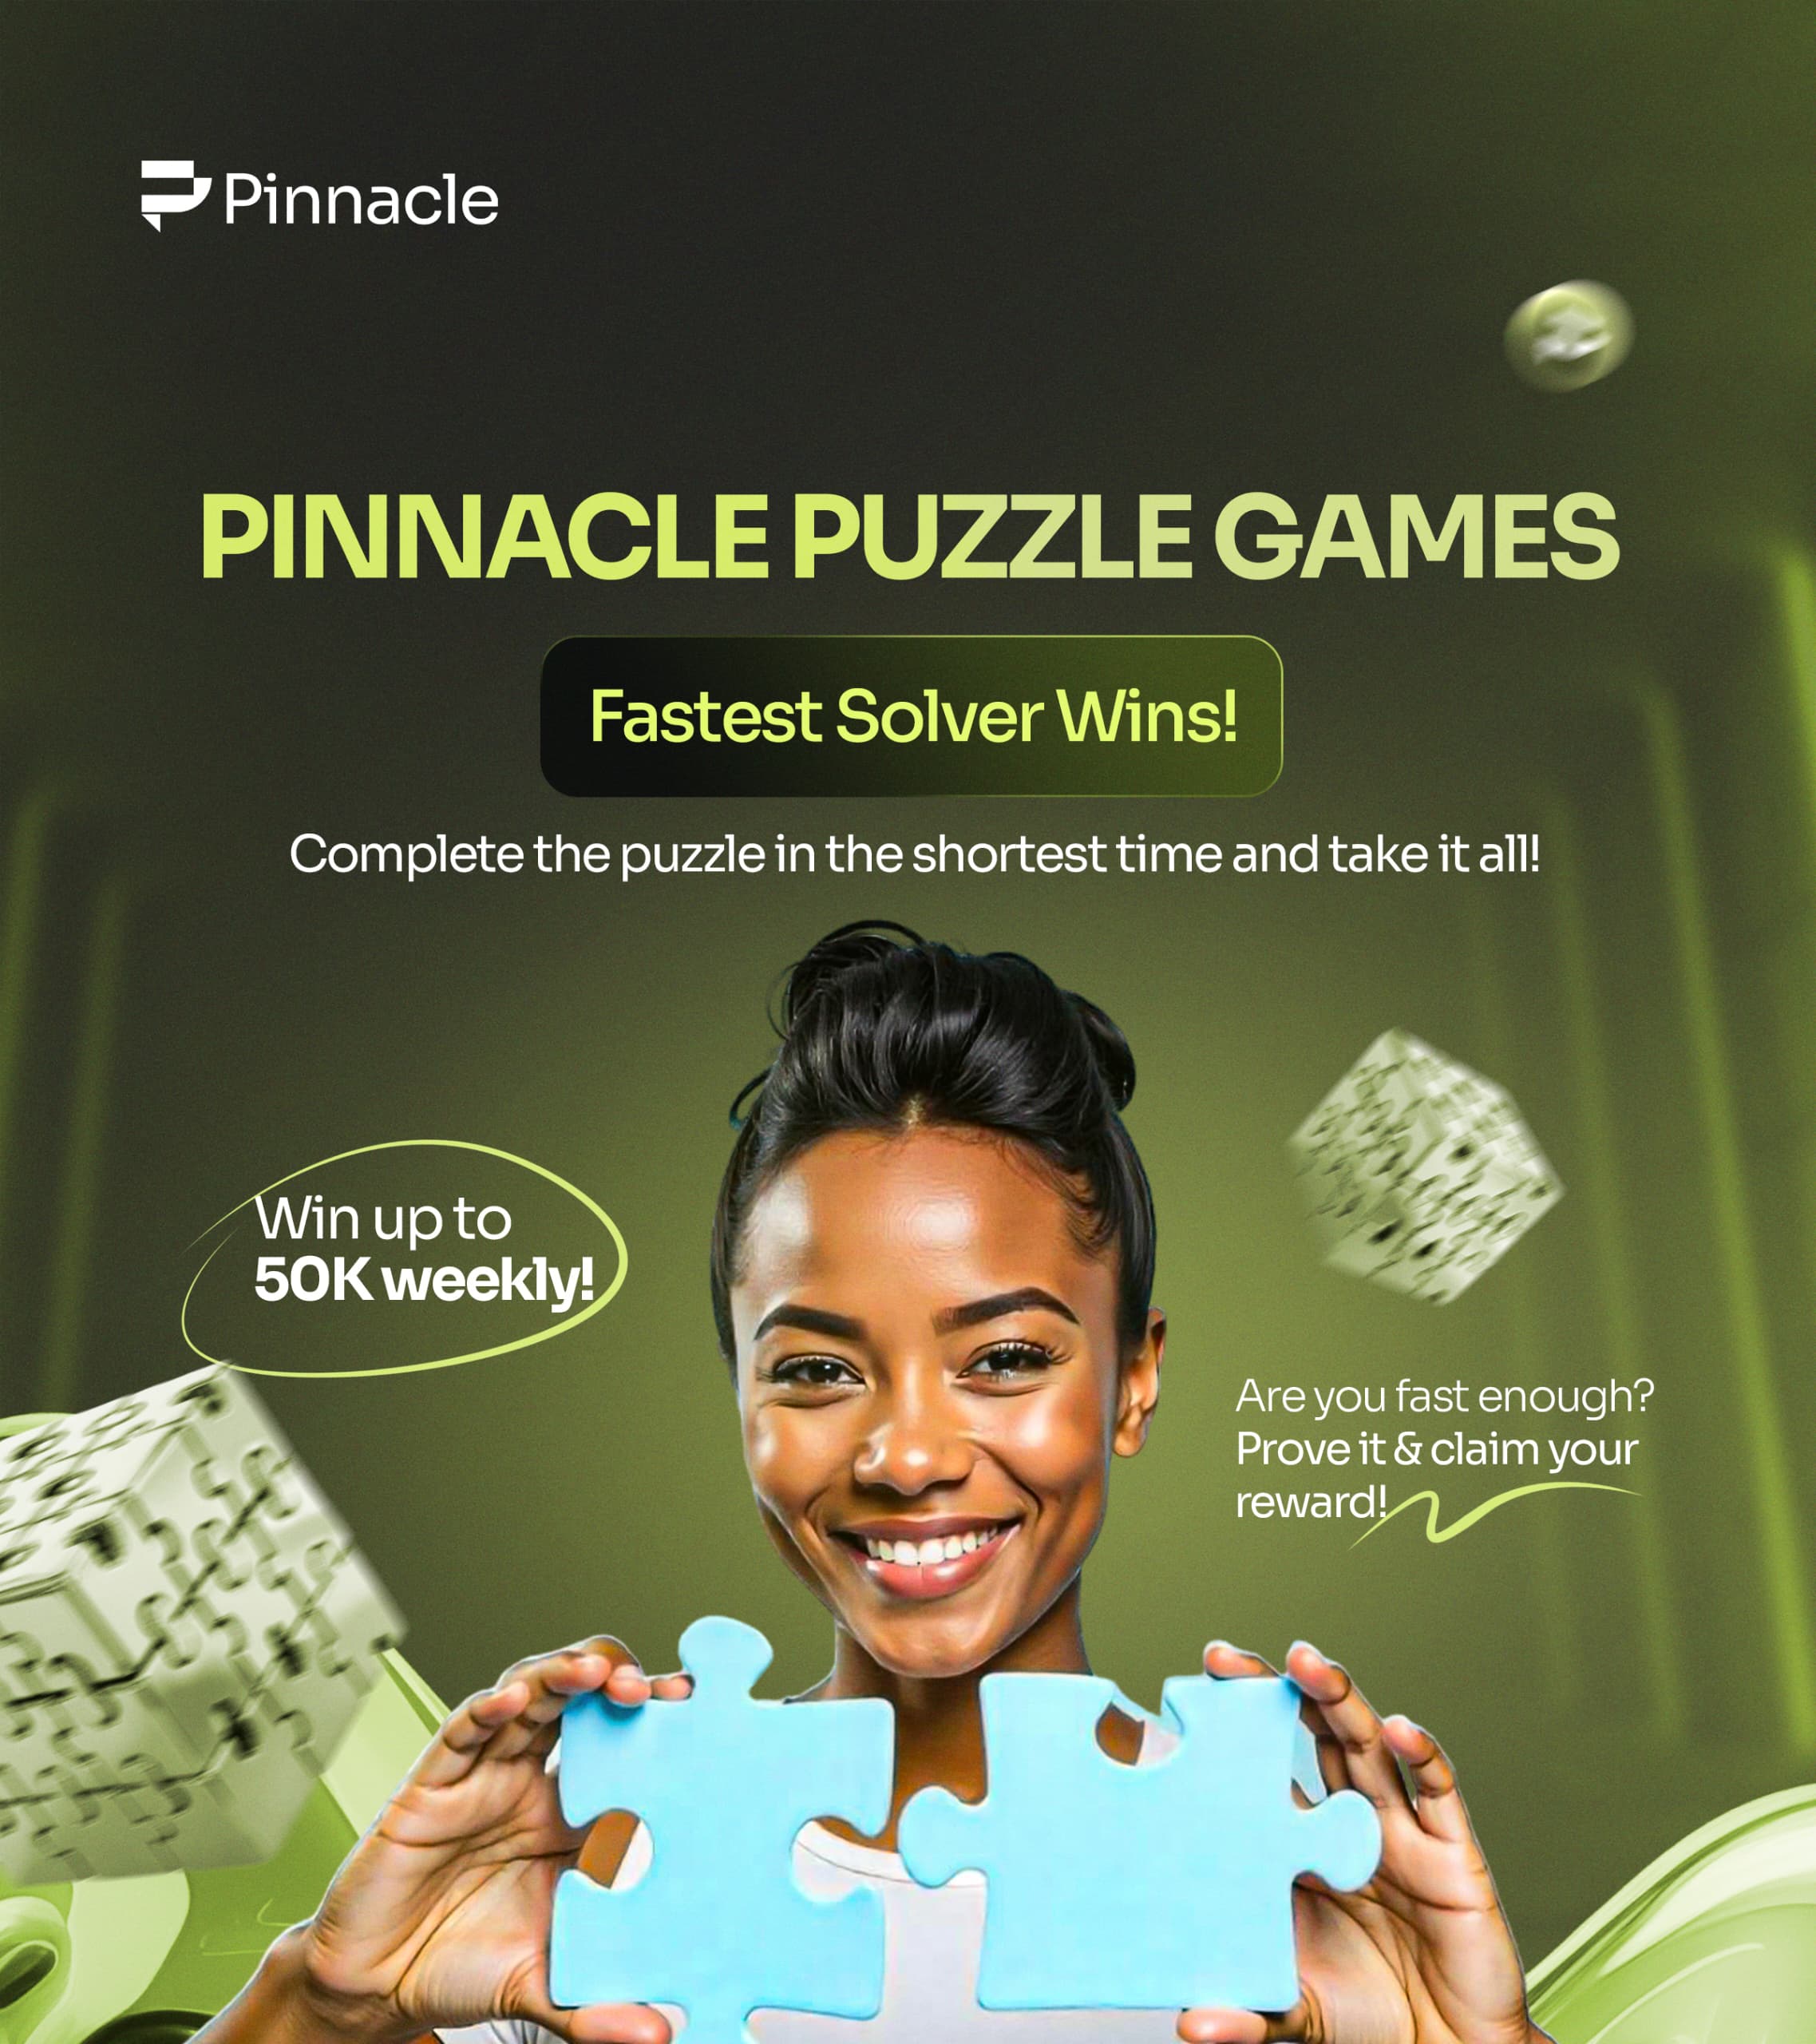 Pinnacle
PINNACLE PUZZLE GAMES
Fastest Solver Wins!
Complete the puzzle in the shortest time and take it all!
Win up to
50K weekly!
Are you fast enough?
Prove it & claim your
reward!